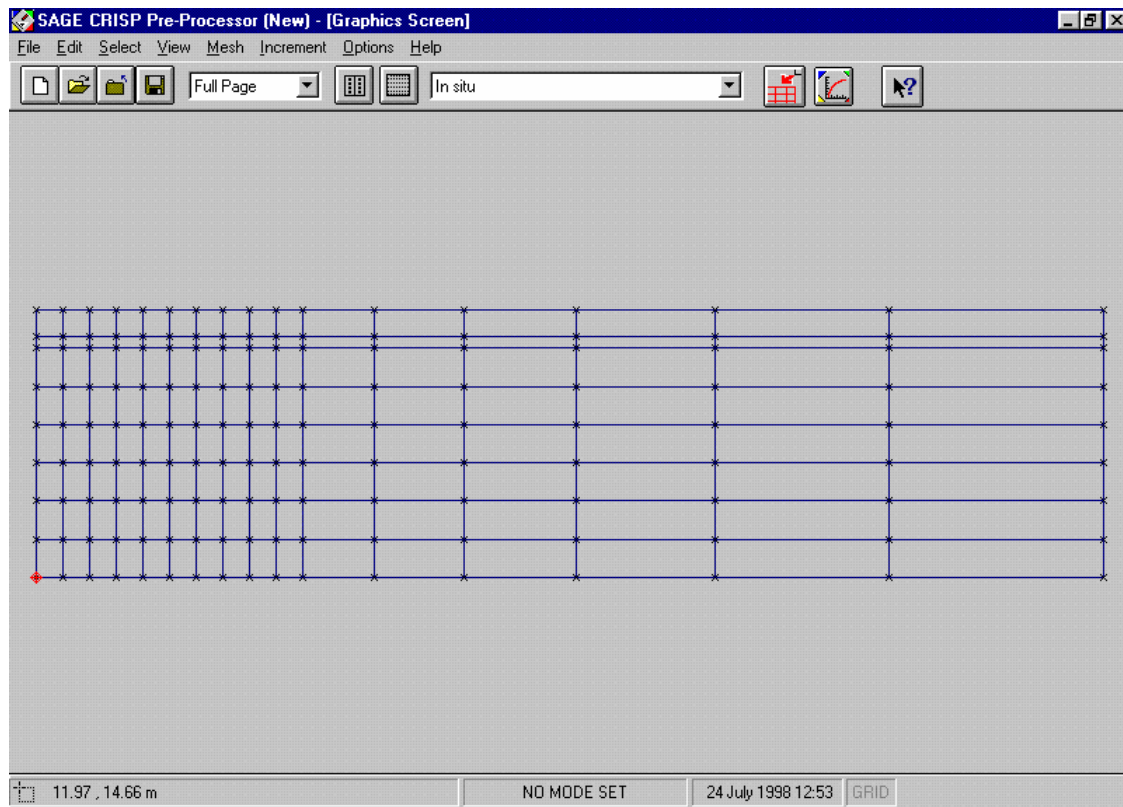 SAGE CRISP Pre-Processor (New) - [Graphics Screen]
File Edit Select View Mesh Increment Options Help
Full Page In situ
11.97 , 14.66 m NO MODE SET 24 July 1998 12:53 GRID